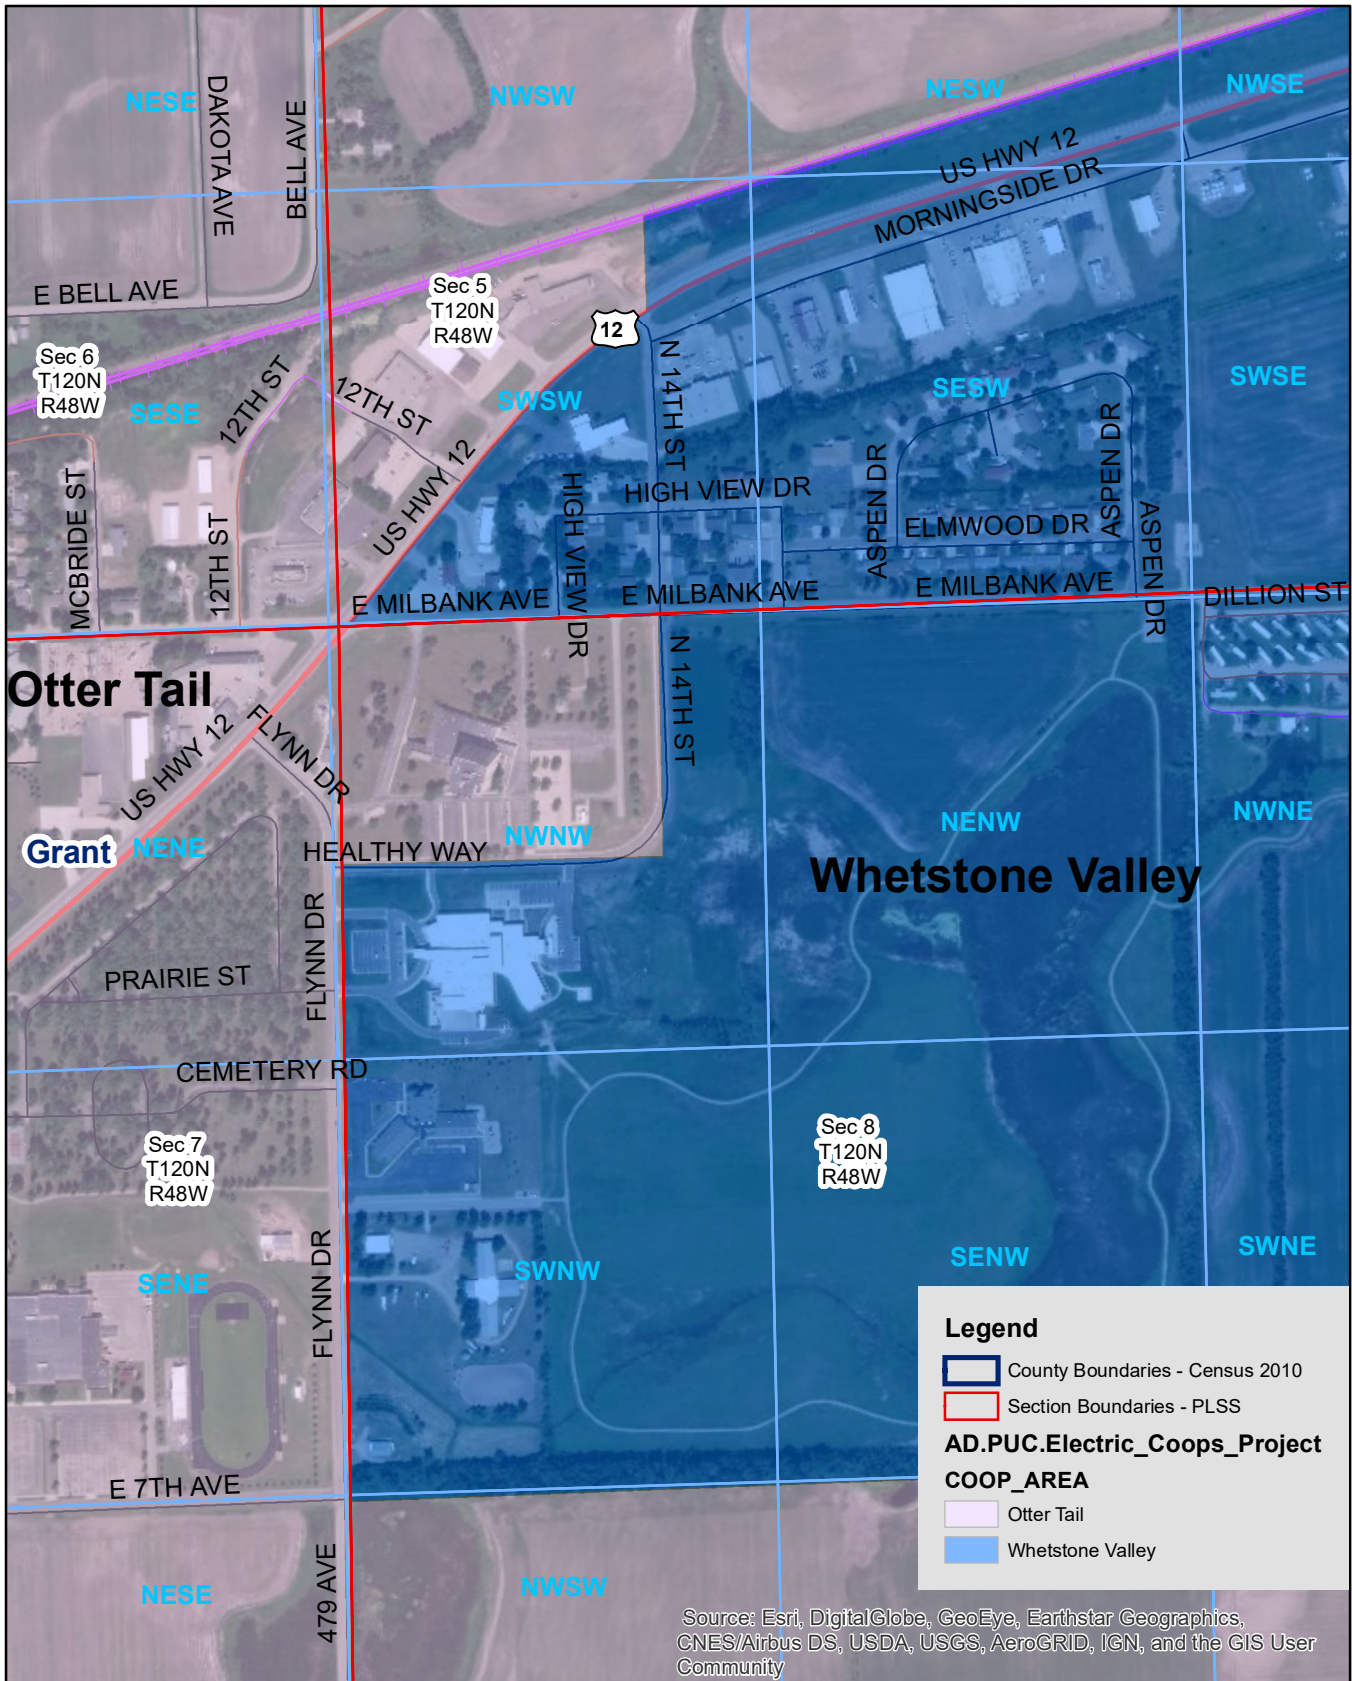 NESE
DAKOTA AVE
BELL AVE
NWSW
NESW
NWSE
US HWY 12
MORNINGSIDE DR
E BELL AVE
Sec 5
T120N
R48W
12
Sec 6
T120N
R48W
SESE
12TH ST
12TH ST
SWSW
N 14TH ST
SESW
SWSE
US HWY 12
MCBRIDE ST
12TH ST
HIGH VIEW DR
HIGH VIEW DR
ASPEN DR
ASPEN DR
ELMWOOD DR
ASPEN DR
E MILBANK AVE
E MILBANK AVE
E MILBANK AVE
DILLION ST
Otter Tail
N 14TH ST
US HWY 12
FLYNN DR
Grant
NENE
HEALTHY WAY
NWNW
NENW
NWNE
Whetstone Valley
FLYNN DR
PRAIRIE ST
CEMETERY RD
Sec 7
T120N
R48W
Sec 8
T120N
R48W
FLYNN DR
SENE
SWNW
SENW
SWNE
E 7TH AVE
479 AVE
NESE
NWSW
Legend
County Boundaries - Census 2010
Section Boundaries - PLSS
AD.PUC.Electric_Coops_Project
COOP_AREA
Otter Tail
Whetstone Valley
Source: Esri, DigitalGlobe, GeoEye, Earthstar Geographics,
CNES/Airbus DS, USDA, USGS, AeroGRID, IGN, and the GIS User
Community